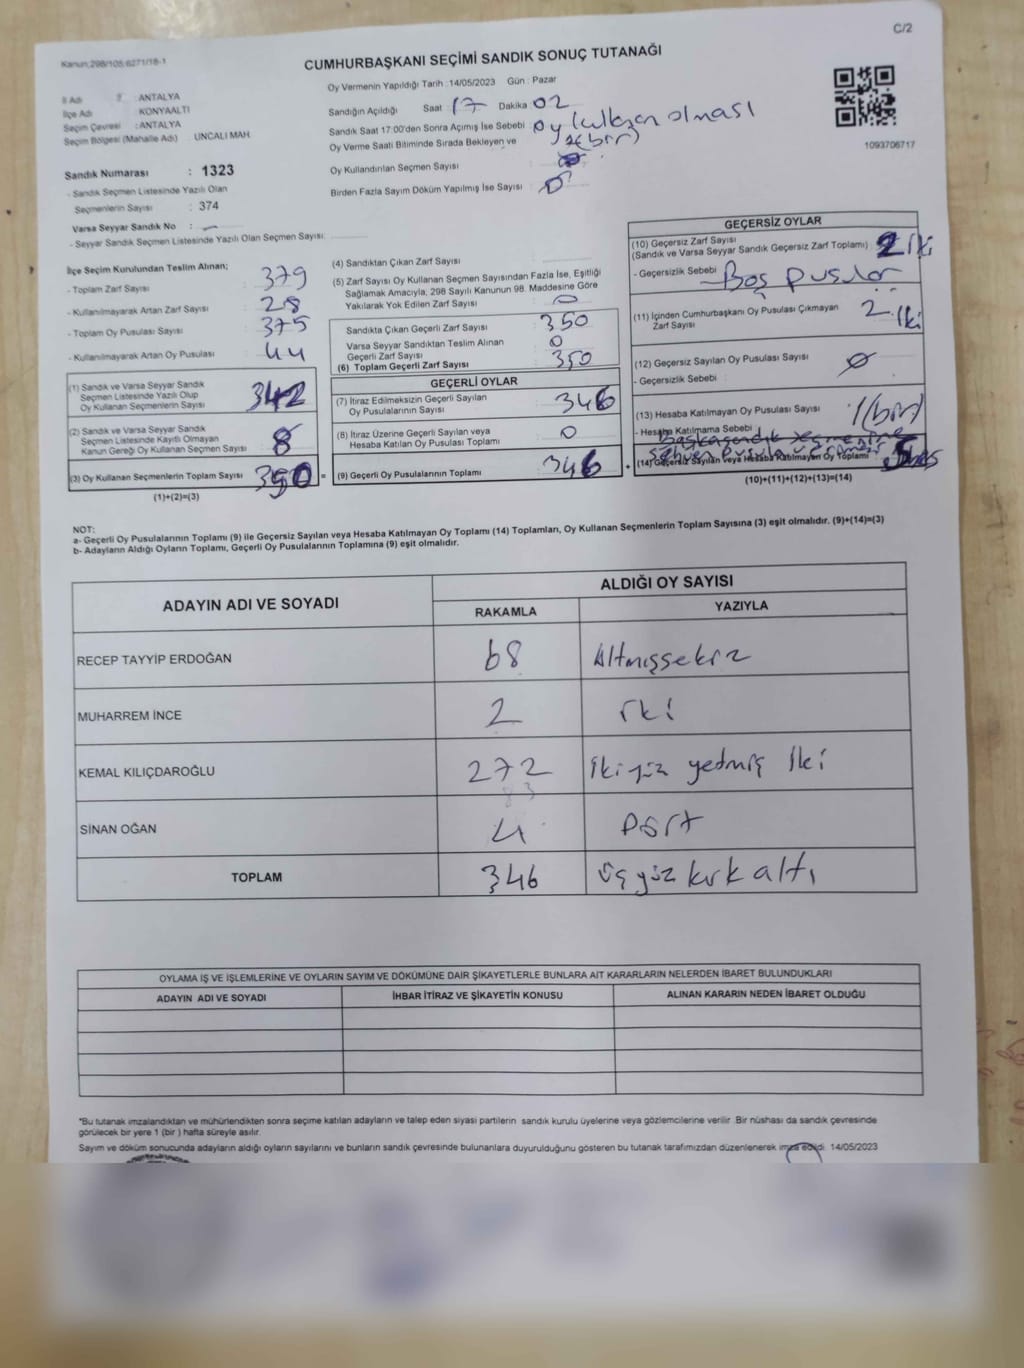 C/2
Kanun:298/105;6271/18-1
CUMHURBAŞKANI SEÇİMİ SANDIK SONUÇ TUTANAĞI
İl Adı : ANTALYA
İlçe Adı : KONYAALTI
Seçim Çevresi : ANTALYA
Seçim Bölgesi (Mahalle Adı) UNCALI MAH.
Sandık Numarası : 1323
- Sandık Seçmen Listesinde Yazılı Olan
Seçmenlerin Sayısı : 374
Varsa Seyyar Sandık No :
- Seyyar Sandık Seçmen Listesinde Yazılı Olan Seçmen Sayısı:
Oy Vermenin Yapıldığı Tarih : 14/05/2023 Gün : Pazar
Sandığın Açıldığı Saat 17 Dakika 02
Sandık Saat 17:00'den Sonra Açımış İse Sebebi : oy kullanan olması
Oy Verme Saati Bitiminde Sırada Bekleyen ve
Oy Kullandırılan Seçmen Sayısı : (bir)
Birden Fazla Sayım Döküm Yapılmış İse Sayısı :
1093706717
İlçe Seçim Kurulundan Teslim Alınan;
- Toplam Zarf Sayısı : 379
- Kullanılmayarak Artan Zarf Sayısı : 28
- Toplam Oy Pusulası Sayısı : 375
- Kullanılmayarak Artan Oy Pusulası : 44
(1) Sandık ve Varsa Seyyar Sandık
Seçmen Listesinde Yazılı Olup
Oy Kullanan Seçmenlerin Sayısı : 342
(2) Sandık ve Varsa Seyyar Sandık
Seçmen Listesinde Kayıtlı Olmayan
Kanun Gereği Oy Kullanan Seçmen Sayısı : 8
(3) Oy Kullanan Seçmenlerin Toplam Sayısı : 350
(1)+(2)=(3)
(4) Sandıktan Çıkan Zarf Sayısı :
(5) Zarf Sayısı Oy Kullanan Seçmen Sayısından Fazla İse, Eşitliği
Sağlamak Amacıyla, 298 Sayılı Kanunun 98. Maddesine Göre
Yakılarak Yok Edilen Zarf Sayısı : 0
Sandıkta Çıkan Geçerli Zarf Sayısı : 350
Varsa Seyyar Sandıktan Teslim Alınan
Geçerli Zarf Sayısı : 0
(6) Toplam Geçerli Zarf Sayısı : 350
GEÇERLİ OYLAR
(7) İtiraz Edilmeksizin Geçerli Sayılan
Oy Pusulalarının Sayısı : 346
(8) İtiraz Üzerine Geçerli Sayılan veya
Hesaba Katılan Oy Pusulası Toplamı : 0
= (9) Geçerli Oy Pusulalarının Toplamı : 346 +
GEÇERSİZ OYLAR
(10) Geçersiz Zarf Sayısı
(Sandık ve Varsa Seyyar Sandık Geçersiz Zarf Toplamı) : 2 İki
- Geçersizlik Sebebi : Boş pusula
(11) İçinden Cumhurbaşkanı Oy Pusulası Çıkmayan
Zarf Sayısı : 2 İki
(12) Geçersiz Sayılan Oy Pusulası Sayısı : 0
- Geçersizlik Sebebi :
(13) Hesaba Katılmayan Oy Pusulası Sayısı : 1 (bir)
- Hesaba Katılmama Sebebi : Başka sandık seçmenine
sehven pusula
(14) Geçersiz Sayılan veya Hesaba Katılmayan Oy Toplamı : 5
(10)+(11)+(12)+(13)=(14)
NOT:
a- Geçerli Oy Pusulalarının Toplamı (9) ile Geçersiz Sayılan veya Hesaba Katılmayan Oy Toplamı (14) Toplamları, Oy Kullanan Seçmenlerin Toplam Sayısına (3) eşit olmalıdır. (9)+(14)=(3)
b- Adayların Aldığı Oyların Toplamı, Geçerli Oy Pusulalarının Toplamına (9) eşit olmalıdır.
ADAYIN ADI VE SOYADI ALDIĞI OY SAYISI
RAKAMLA YAZIYLA
RECEP TAYYİP ERDOĞAN 68 Altmışsekiz
MUHARREM İNCE 2 İki
KEMAL KILIÇDAROĞLU 272 İkiyüz yetmiş İki
83
SİNAN OĞAN 4 Dört
TOPLAM 346 üçyüz kırk altı
OYLAMA İŞ VE İŞLEMLERİNE VE OYLARIN SAYIM VE DÖKÜMÜNE DAİR ŞİKAYETLERLE BUNLARA AİT KARARLARIN NELERDEN İBARET BULUNDUKLARI
ADAYIN ADI VE SOYADI İHBAR İTİRAZ VE ŞİKAYETİN KONUSU ALINAN KARARIN NEDEN İBARET OLDUĞU
*Bu tutanak imzalandıktan ve mühürlendikten sonra seçime katılan adayların ve talep eden siyasi partilerin sandık kurulu üyelerine veya gözlemcilerine verilir. Bir nüshası da sandık çevresinde
görülecek bir yere 1 (bir ) hafta süreyle asılır.
Sayım ve döküm sonucunda adayların aldığı oyların sayılarını ve bunların sandık çevresinde bulunanlara duyurulduğunu gösteren bu tutanak tarafımızdan düzenlenerek imza edildi. 14/05/2023